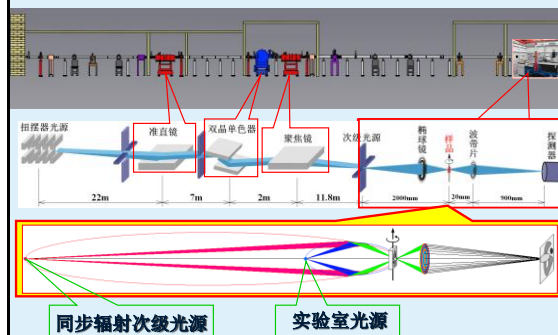 扭摆器光源
准直镜
双晶单色器
聚焦镜
次级光源
椭球镜
样品
波带片
探测器
22m
7m
2m
11.8m
2000mm
20mm
900mm
同步辐射次级光源
实验室光源